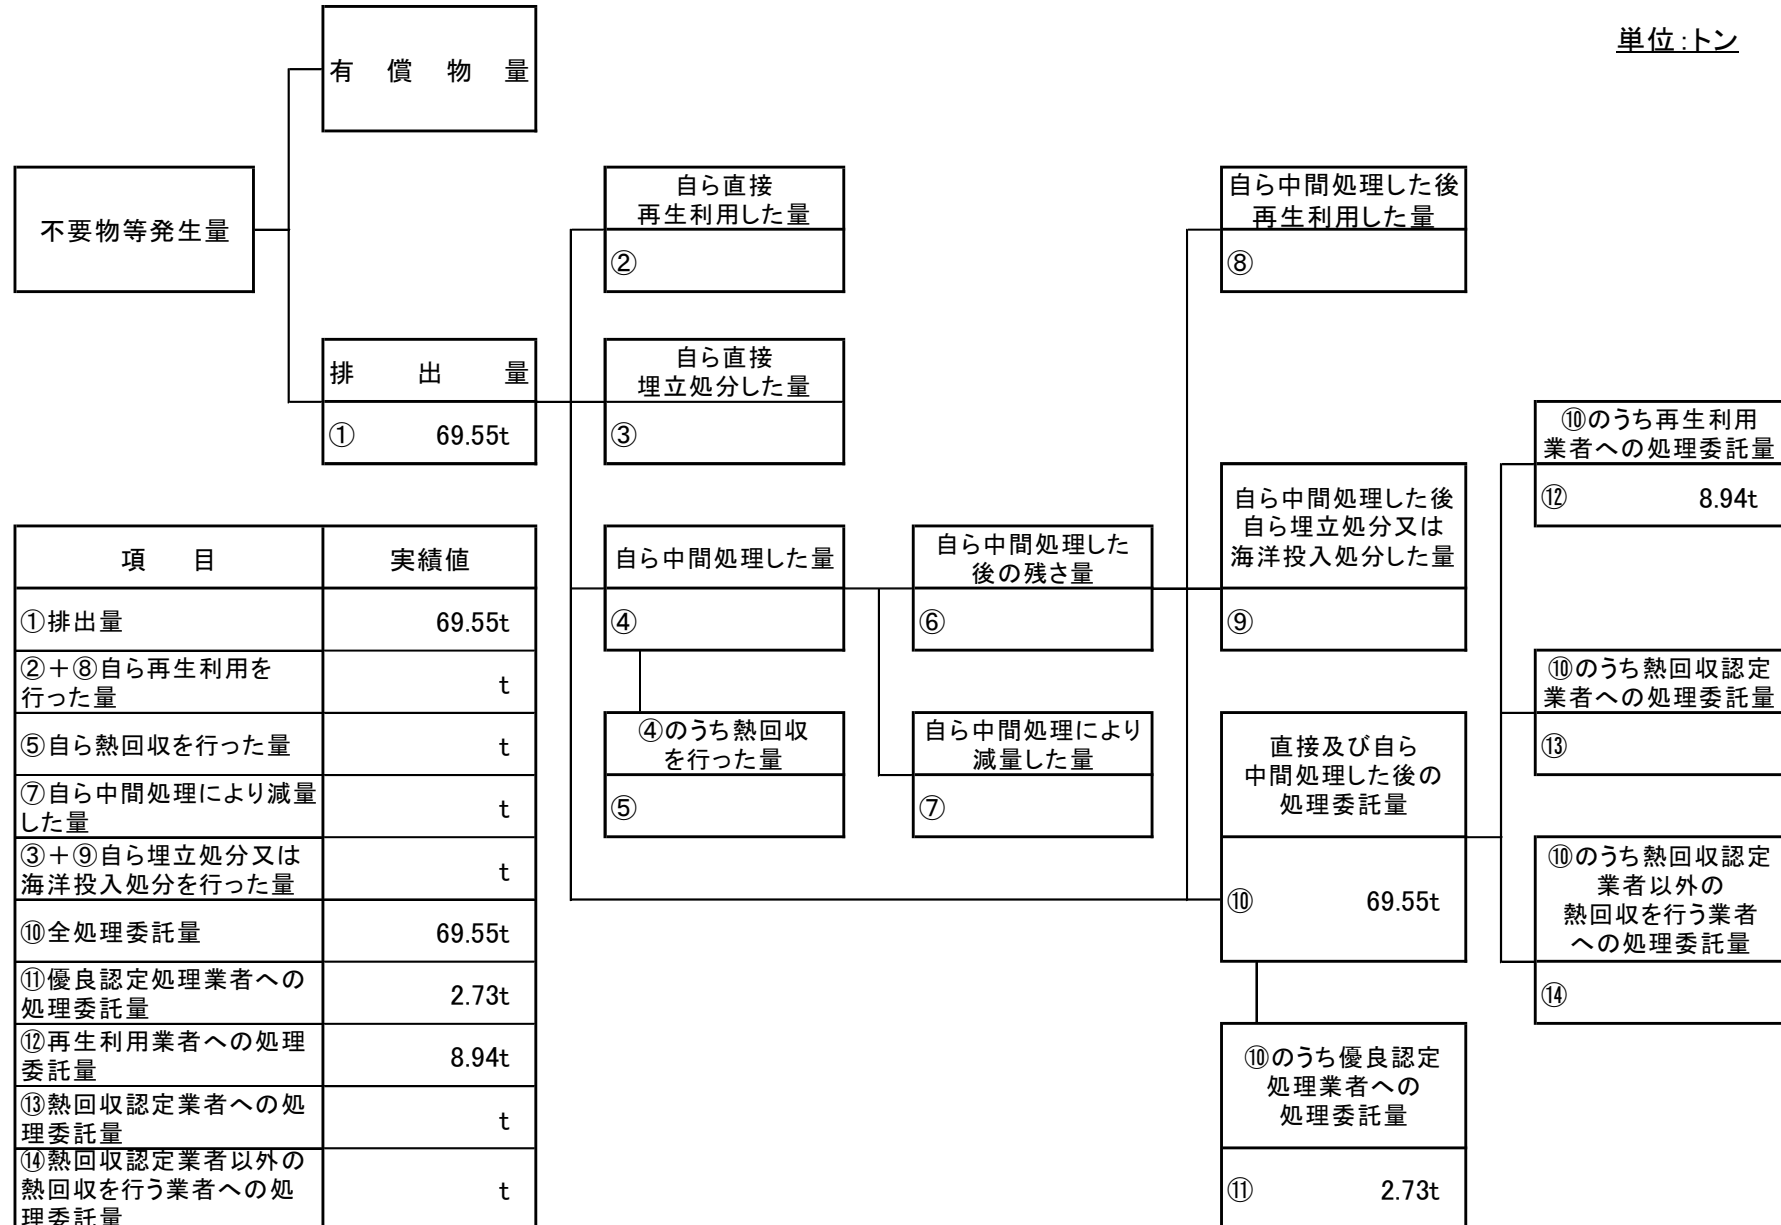 単位:トン
有償物量
不要物等発生量
排出量
① 69.55t
自ら直接
再生利用した量
②
自ら直接
埋立処分した量
③
自ら中間処理した量
④
④のうち熱回収
を行った量
⑤
自ら中間処理した
後の残さ量
⑥
自ら中間処理により
減量した量
⑦
自ら中間処理した後
再生利用した量
⑧
自ら中間処理した後
自ら埋立処分又は
海洋投入処分した量
⑨
直接及び自ら
中間処理した後の
処理委託量
⑩ 69.55t
⑩のうち優良認定
処理業者への
処理委託量
⑪ 2.73t
⑩のうち再生利用
業者への処理委託量
⑫ 8.94t
⑩のうち熱回収認定
業者への処理委託量
⑬
⑩のうち熱回収認定
業者以外の
熱回収を行う業者
への処理委託量
⑭
項目 実績値
①排出量 69.55t
②+⑧自ら再生利用を
行った量 t
⑤自ら熱回収を行った量 t
⑦自ら中間処理により減量
した量 t
③+⑨自ら埋立処分又は
海洋投入処分を行った量 t
⑩全処理委託量 69.55t
⑪優良認定処理業者への
処理委託量 2.73t
⑫再生利用業者への処理
委託量 8.94t
⑬熱回収認定業者への処
理委託量 t
⑭熱回収認定業者以外の
熱回収を行う業者への処
理委託量 t